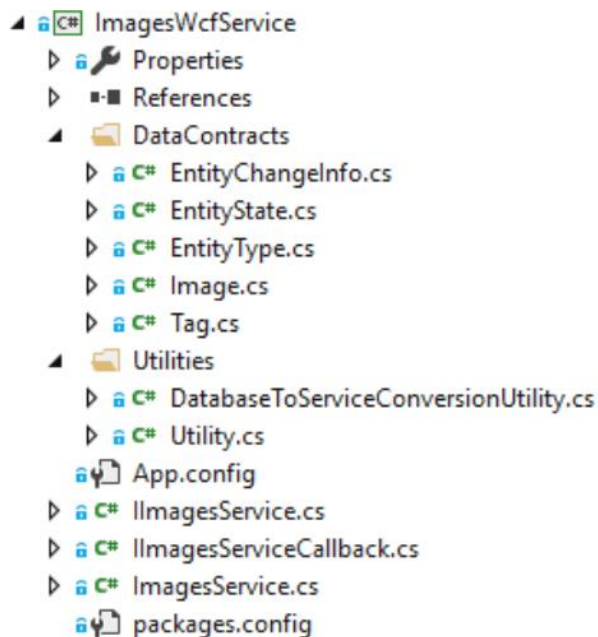 C# ImagesWcfService
Properties
References
DataContracts
C# EntityChangeInfo.cs
C# EntityState.cs
C# EntityType.cs
C# Image.cs
C# Tag.cs
Utilities
C# DatabaseToServiceConversionUtility.cs
C# Utility.cs
App.config
C# IImagesService.cs
C# IImagesServiceCallback.cs
C# ImagesService.cs
packages.config